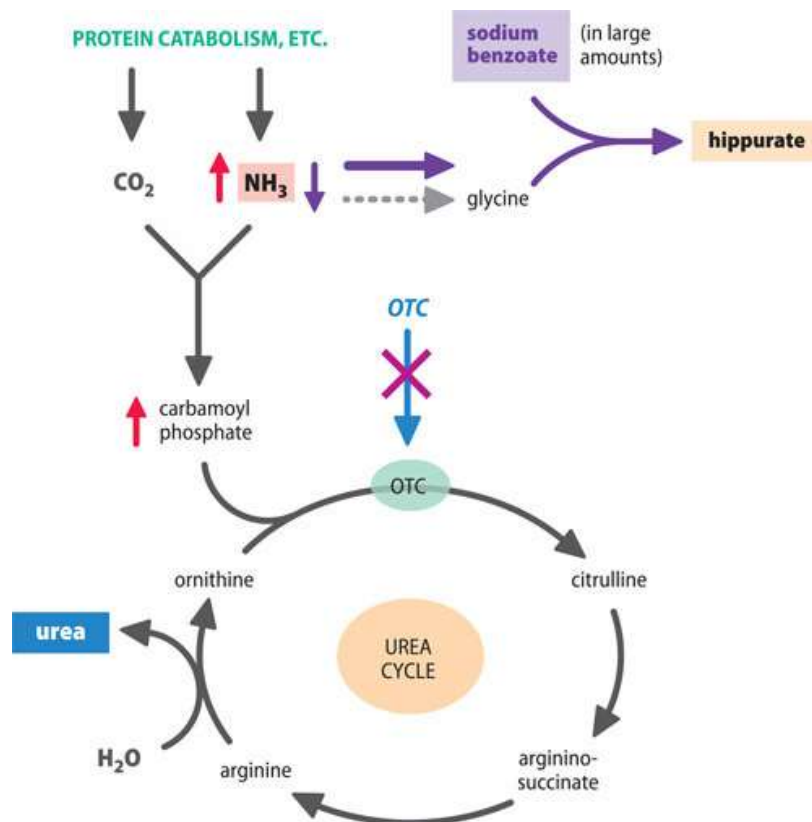 PROTEIN CATABOLISM, ETC.
sodium
benzoate
(in large
amounts)
hippurate
CO₂
NH₃
glycine
OTC
carbamoyl
phosphate
OTC
ornithine
citrulline
urea
UREA
CYCLE
H₂O
arginine
arginino-
succinate